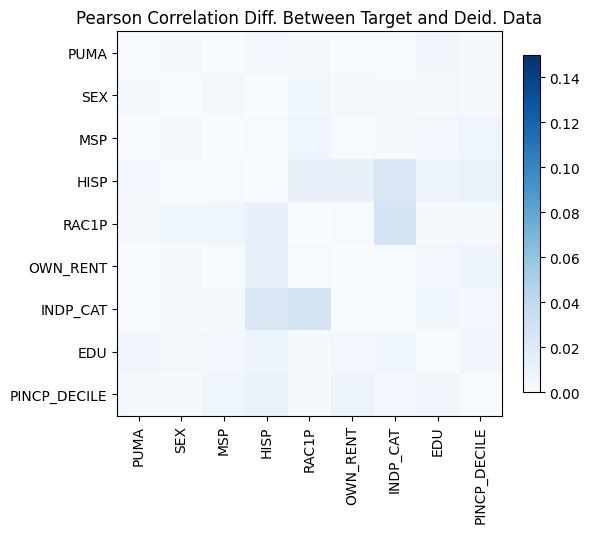 Pearson Correlation Diff. Between Target and Deid. Data
PUMA
SEX
MSP
HISP
RAC1P
OWN_RENT
INDP_CAT
EDU
PINCP_DECILE
PUMA
SEX
MSP
HISP
RAC1P
OWN_RENT
INDP_CAT
EDU
PINCP_DECILE
0.14
0.12
0.10
0.08
0.06
0.04
0.02
0.00